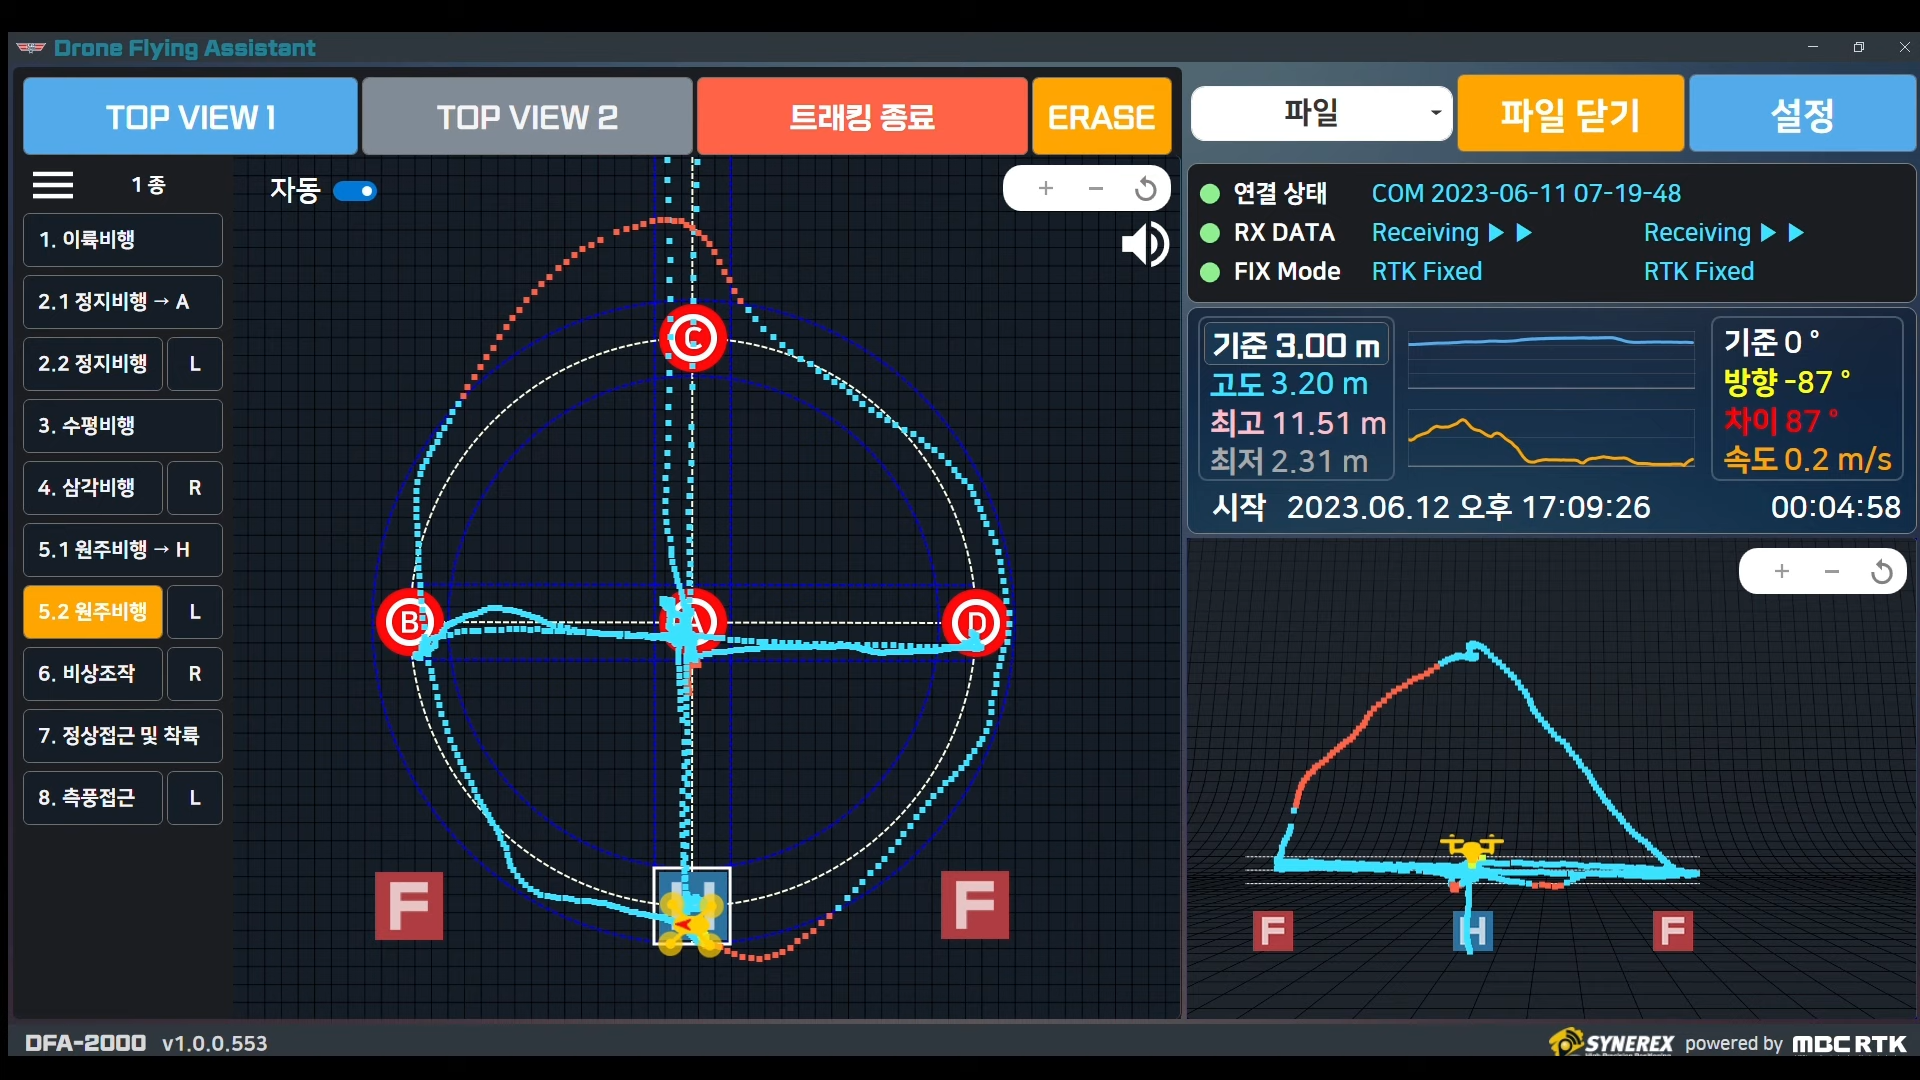 Drone Flying Assistant
TOP VIEW 1
TOP VIEW 2
트래킹 종료
ERASE
파일
파일 닫기
설정
1 종
자동
1. 이륙비행
2.1 정지비행 → A
2.2 정지비행
L
3. 수평비행
4. 삼각비행
R
5.1 원주비행 → H
5.2 원주비행
L
6. 비상조작
R
7. 정상접근 및 착륙
8. 측풍접근
L
C
B
A
D
F
H
F
연결 상태
COM 2023-06-11 07-19-48
RX DATA
Receiving ▶ ▶
Receiving ▶ ▶
FIX Mode
RTK Fixed
RTK Fixed
기준 3.00 m
고도 3.20 m
최고 11.51 m
최저 2.31 m
기준 0 °
방향 -87 °
차이 87 °
속도 0.2 m/s
시작 2023.06.12 오후 17:09:26
00:04:58
F
H
F
DFA-2000 v1.0.0.553
SYNEREX
powered by MBC RTK